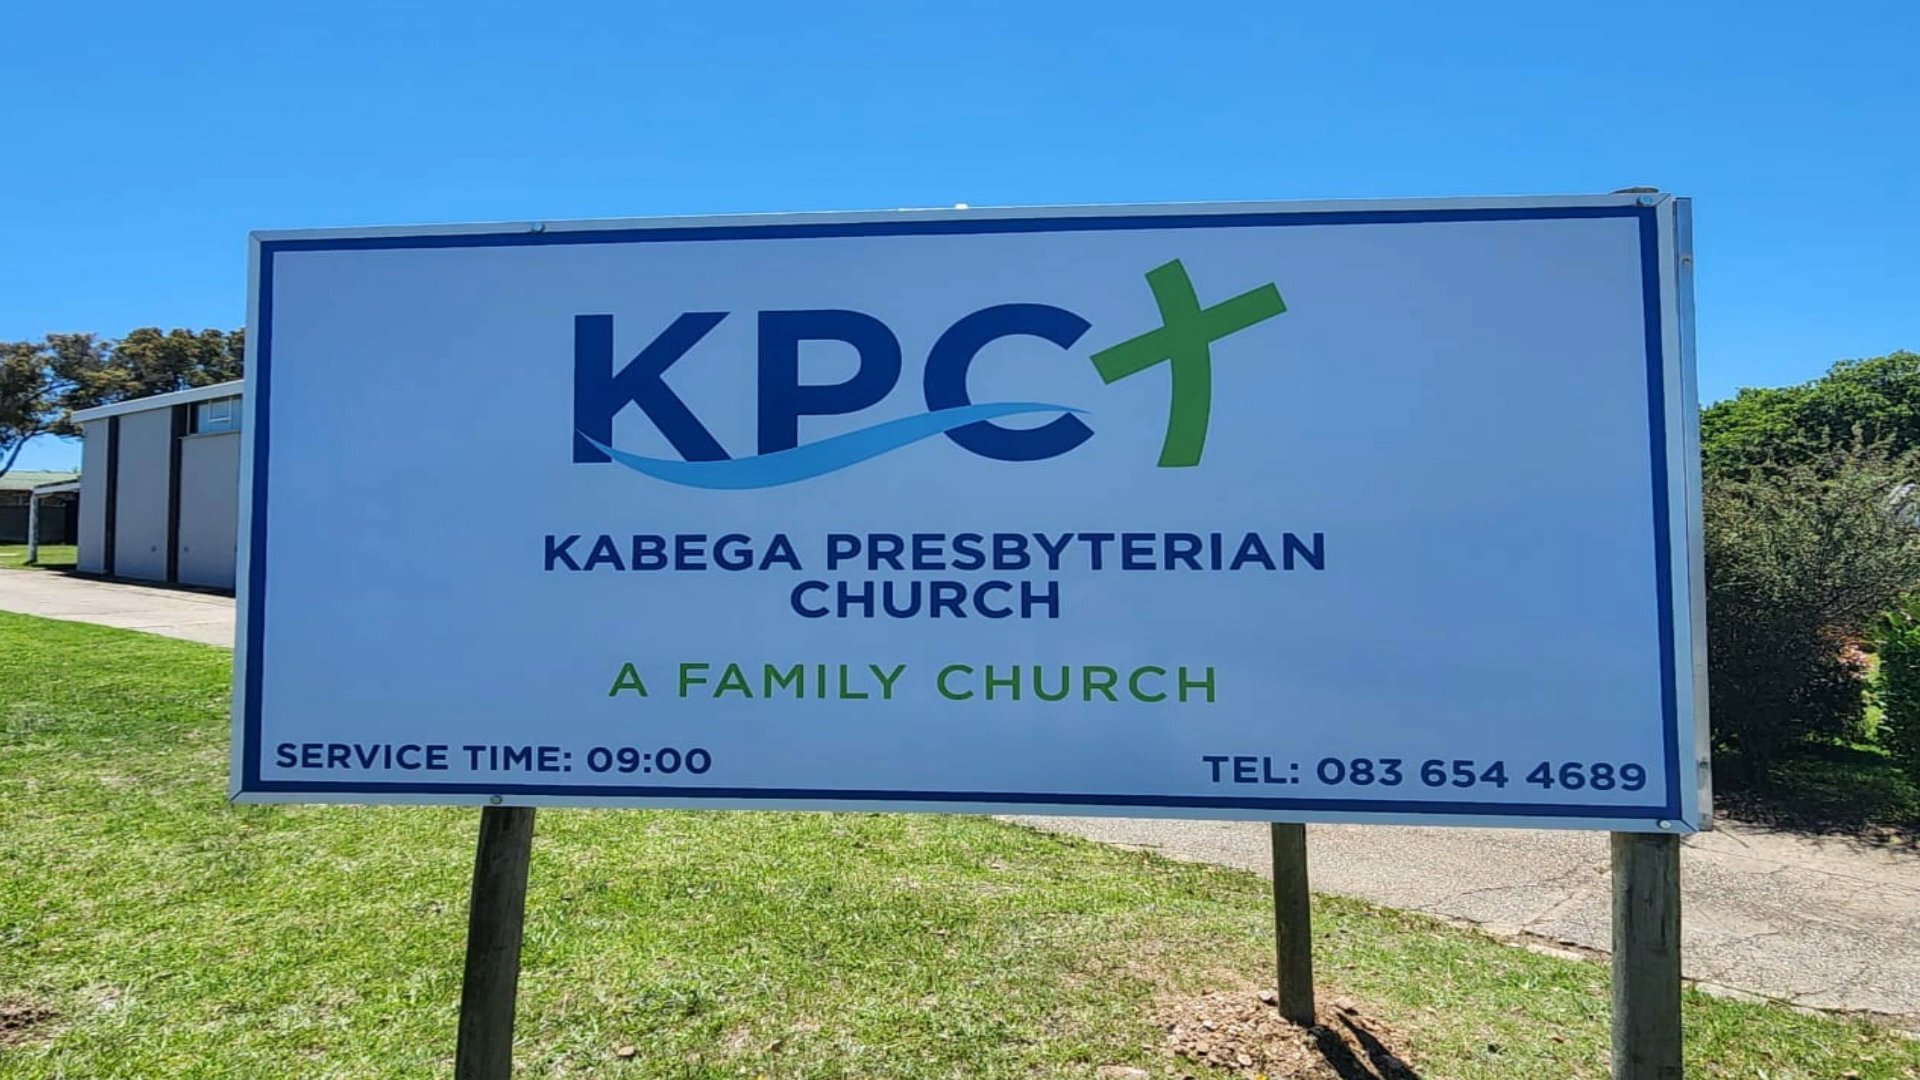 KPC
KABEGA PRESBYTERIAN
CHURCH
A FAMILY CHURCH
SERVICE TIME: 09:00
TEL: 083 654 4689